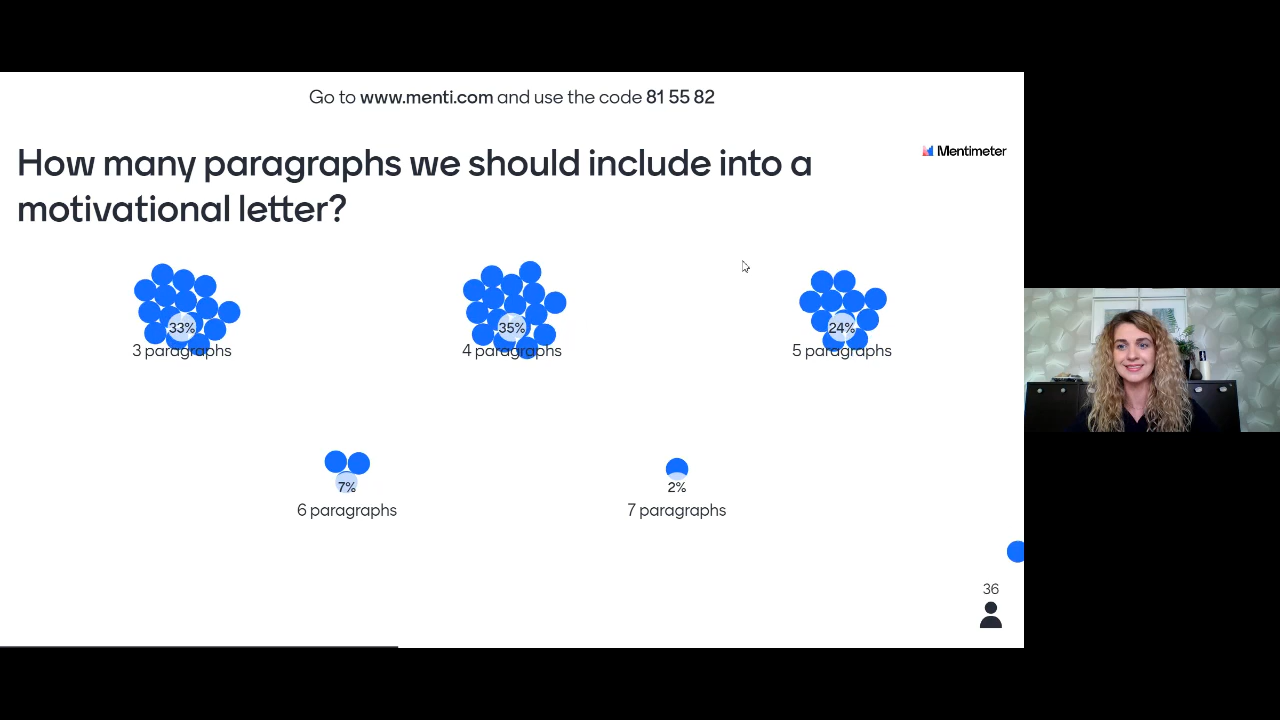 Go to www.menti.com and use the code 81 55 82
How many paragraphs we should include into a
motivational letter?
Mentimeter
33%
3 paragraphs
35%
4 paragraphs
24%
5 paragraphs
7%
6 paragraphs
2%
7 paragraphs
36